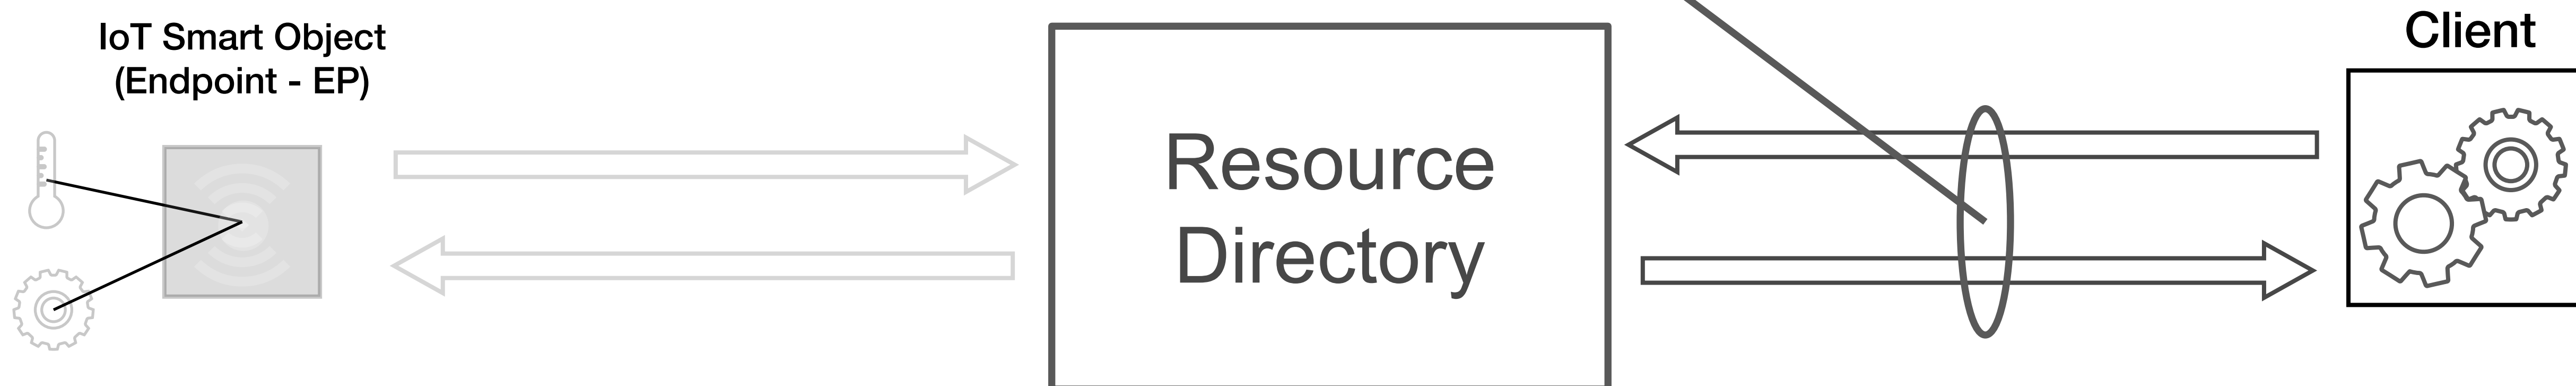 IoT Smart Object
(Endpoint - EP)
Resource
Directory
Client